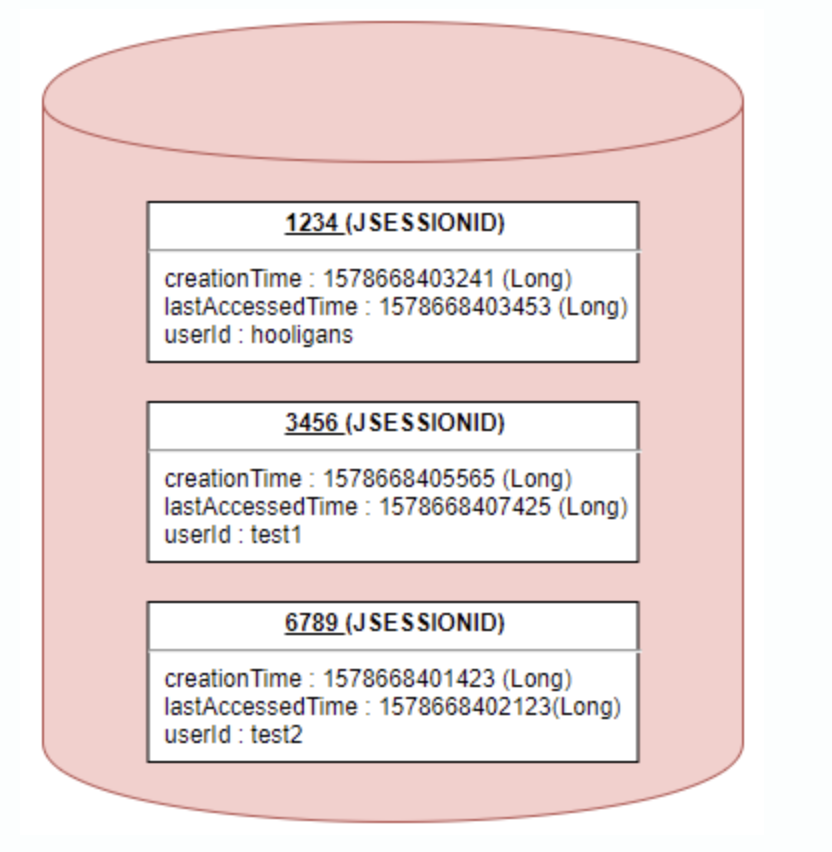 1234 (JSESSIONID)
creationTime : 1578668403241 (Long)
lastAccessedTime : 1578668403453 (Long)
userId : hooligans
3456 (JSESSIONID)
creationTime : 1578668405565 (Long)
lastAccessedTime : 1578668407425 (Long)
userId : test1
6789 (JSESSIONID)
creationTime : 1578668401423 (Long)
lastAccessedTime : 1578668402123(Long)
userId : test2